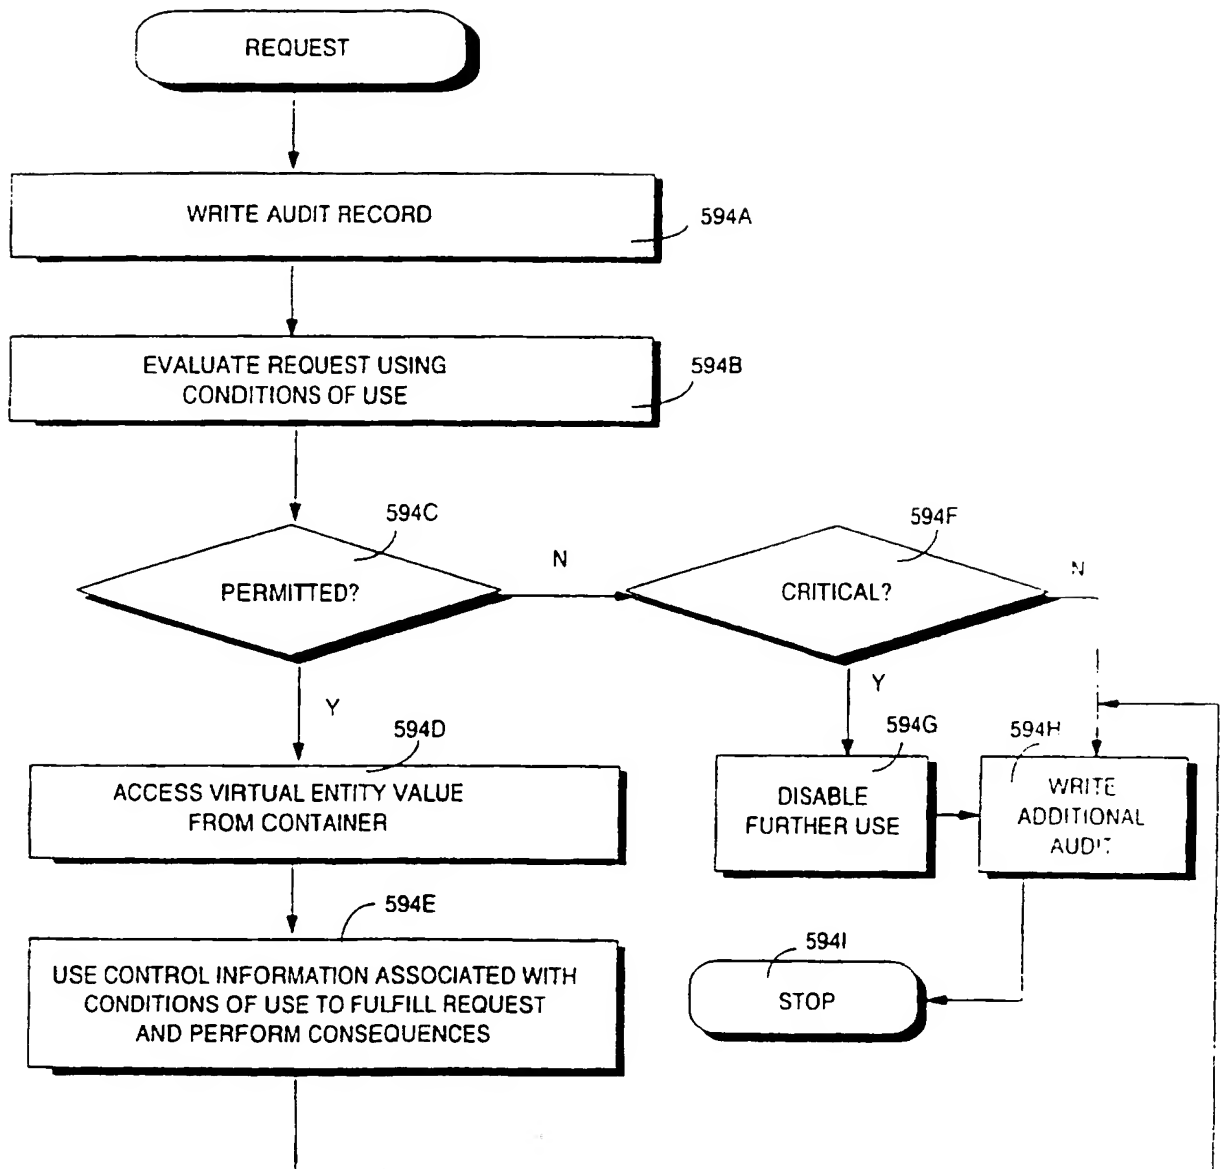 REQUEST
WRITE AUDIT RECORD
594A
EVALUATE REQUEST USING
CONDITIONS OF USE
594B
594C
PERMITTED?
N
594F
CRITICAL?
N
Y
Y
594D
ACCESS VIRTUAL ENTITY VALUE
FROM CONTAINER
594G
DISABLE
FURTHER USE
594H
WRITE
ADDITIONAL
AUDIT
594E
USE CONTROL INFORMATION ASSOCIATED WITH
CONDITIONS OF USE TO FULFILL REQUEST
AND PERFORM CONSEQUENCES
594I
STOP